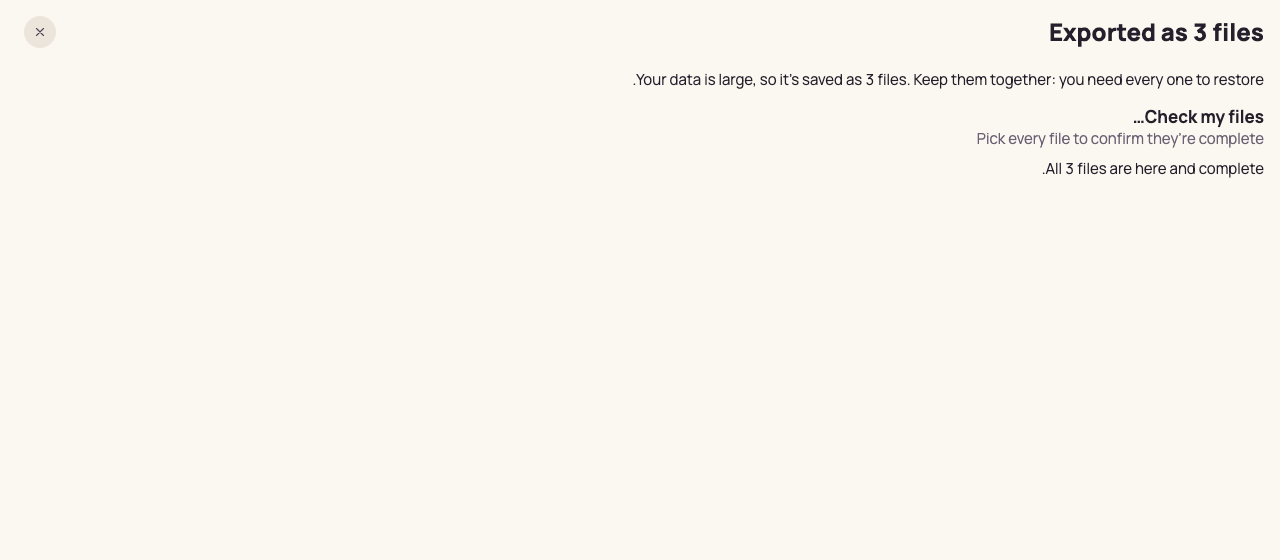 Exported as 3 files
.Your data is large, so it's saved as 3 files. Keep them together: you need every one to restore
…Check my files
Pick every file to confirm they're complete
.All 3 files are here and complete